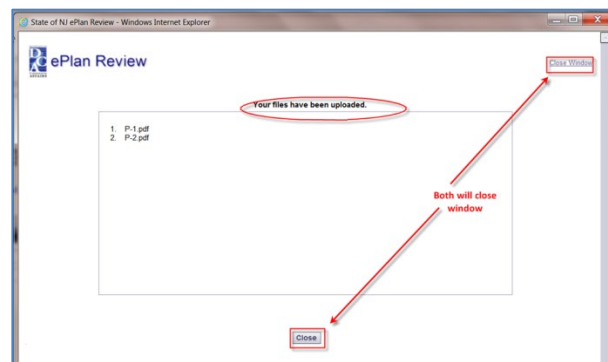 State of NJ ePlan Review - Windows Internet Explorer
ePlan Review
Close Window
Your files have been uploaded.
1. P-1.pdf
2. P-2.pdf
Both will close
window
Close